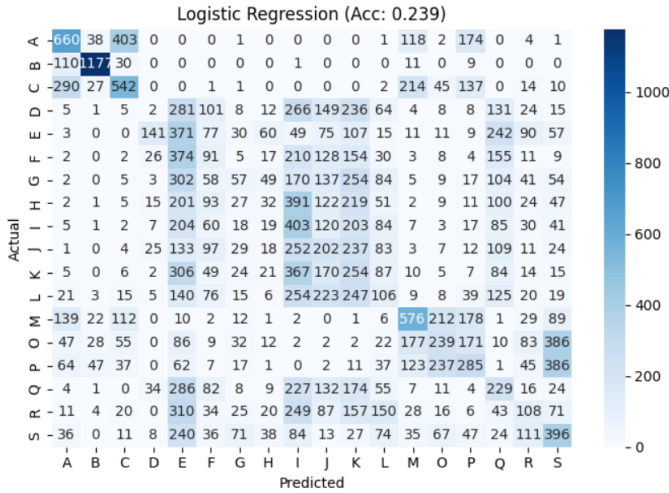 Logistic Regression (Acc: 0.239)
A 660 38 403 0 0 0 1 0 0 0 0 1 118 2 174 0 4 1
B 110 1177 30 0 0 0 0 0 1 0 0 0 11 0 9 0 0 0
C 290 27 542 0 0 1 1 0 0 0 0 2 214 45 137 0 14 10
D 5 1 5 2 281 101 8 12 266 149 236 64 4 8 8 131 24 15
E 3 0 0 141 371 77 30 60 49 75 107 15 11 11 9 242 90 57
F 2 0 2 26 374 91 5 17 210 128 154 30 3 8 4 155 11 9
G 2 0 5 3 302 58 57 49 170 137 254 84 5 9 17 104 41 54
H 2 1 5 15 201 93 27 32 391 122 219 51 2 9 11 100 24 47
I 5 1 2 7 204 60 18 19 403 120 203 84 7 3 17 85 30 41
J 1 0 4 25 133 97 29 18 252 202 237 83 3 7 12 109 11 24
K 5 0 6 2 306 49 24 21 367 170 254 87 10 5 7 84 14 15
L 21 3 15 5 140 76 15 6 254 223 247 106 9 8 39 125 20 19
M 139 22 112 0 10 2 12 1 2 0 1 6 576 212 178 1 29 89
O 47 28 55 0 86 9 32 12 2 2 2 22 177 239 171 10 83 386
P 64 47 37 0 62 7 17 1 0 2 11 37 123 237 285 1 45 386
Q 4 1 0 34 286 82 8 9 227 132 174 55 7 11 4 229 16 24
R 11 4 20 0 310 34 25 20 249 87 157 150 28 16 6 43 108 71
S 36 0 11 8 240 36 71 38 84 13 27 74 35 67 47 24 111 396
A B C D E F G H I J K L M O P Q R S
Predicted
Actual
1000
800
600
400
200
0